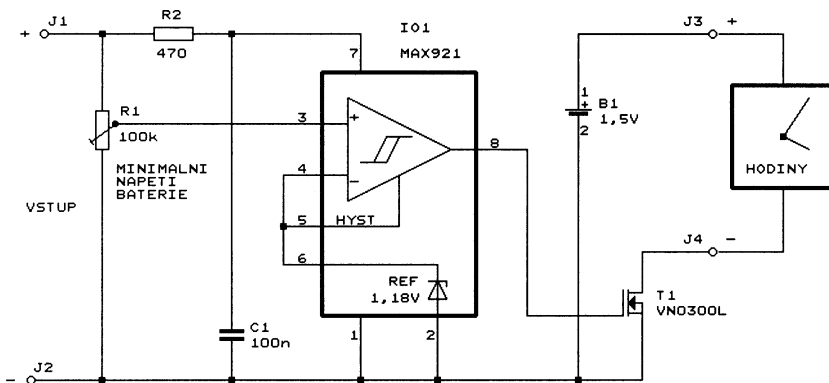 R2
J1
+
470
IO1
MAX921
7
J3
+
R1
100k
3
+
1
+
B1
1,5V
2
MINIMALNI
NAPETI
BATERIE
4
-
8
HODINY
VSTUP
5
HYST
6
J4
-
REF
1,18V
T1
VN0300L
C1
100n
1
2
-
J2